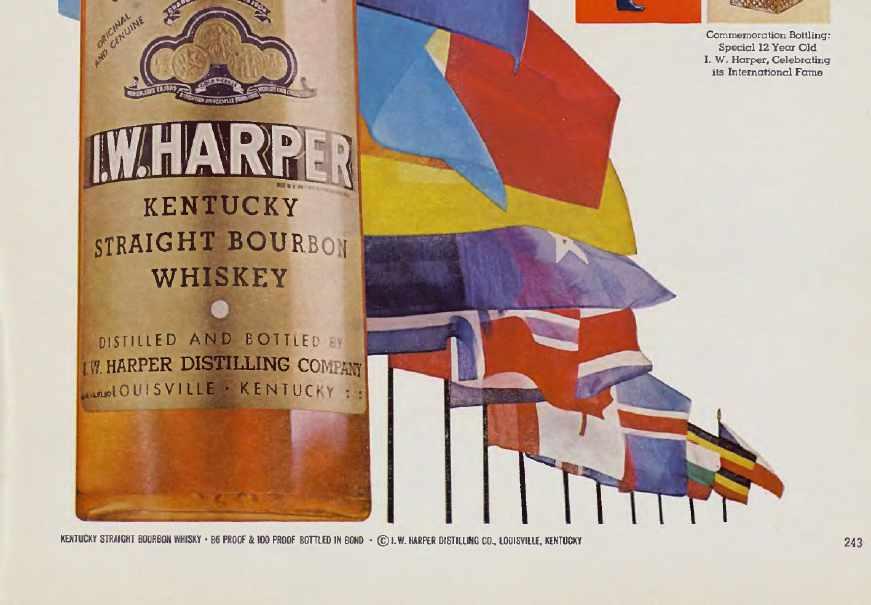 ORIGINAL
AND GENUINE
GOLD MEDALS
I.W. HARPER
KENTUCKY
STRAIGHT BOURBON
WHISKEY
DISTILLED AND BOTTLED BY
I. W. HARPER DISTILLING COMPANY
LOUISVILLE · KENTUCKY
Commemoration Bottling:
Special 12 Year Old
I. W. Harper, Celebrating
its International Fame
KENTUCKY STRAIGHT BOURBON WHISKY • 86 PROOF & 100 PROOF BOTTLED IN BOND • © I. W. HARPER DISTILLING CO., LOUISVILLE, KENTUCKY
243